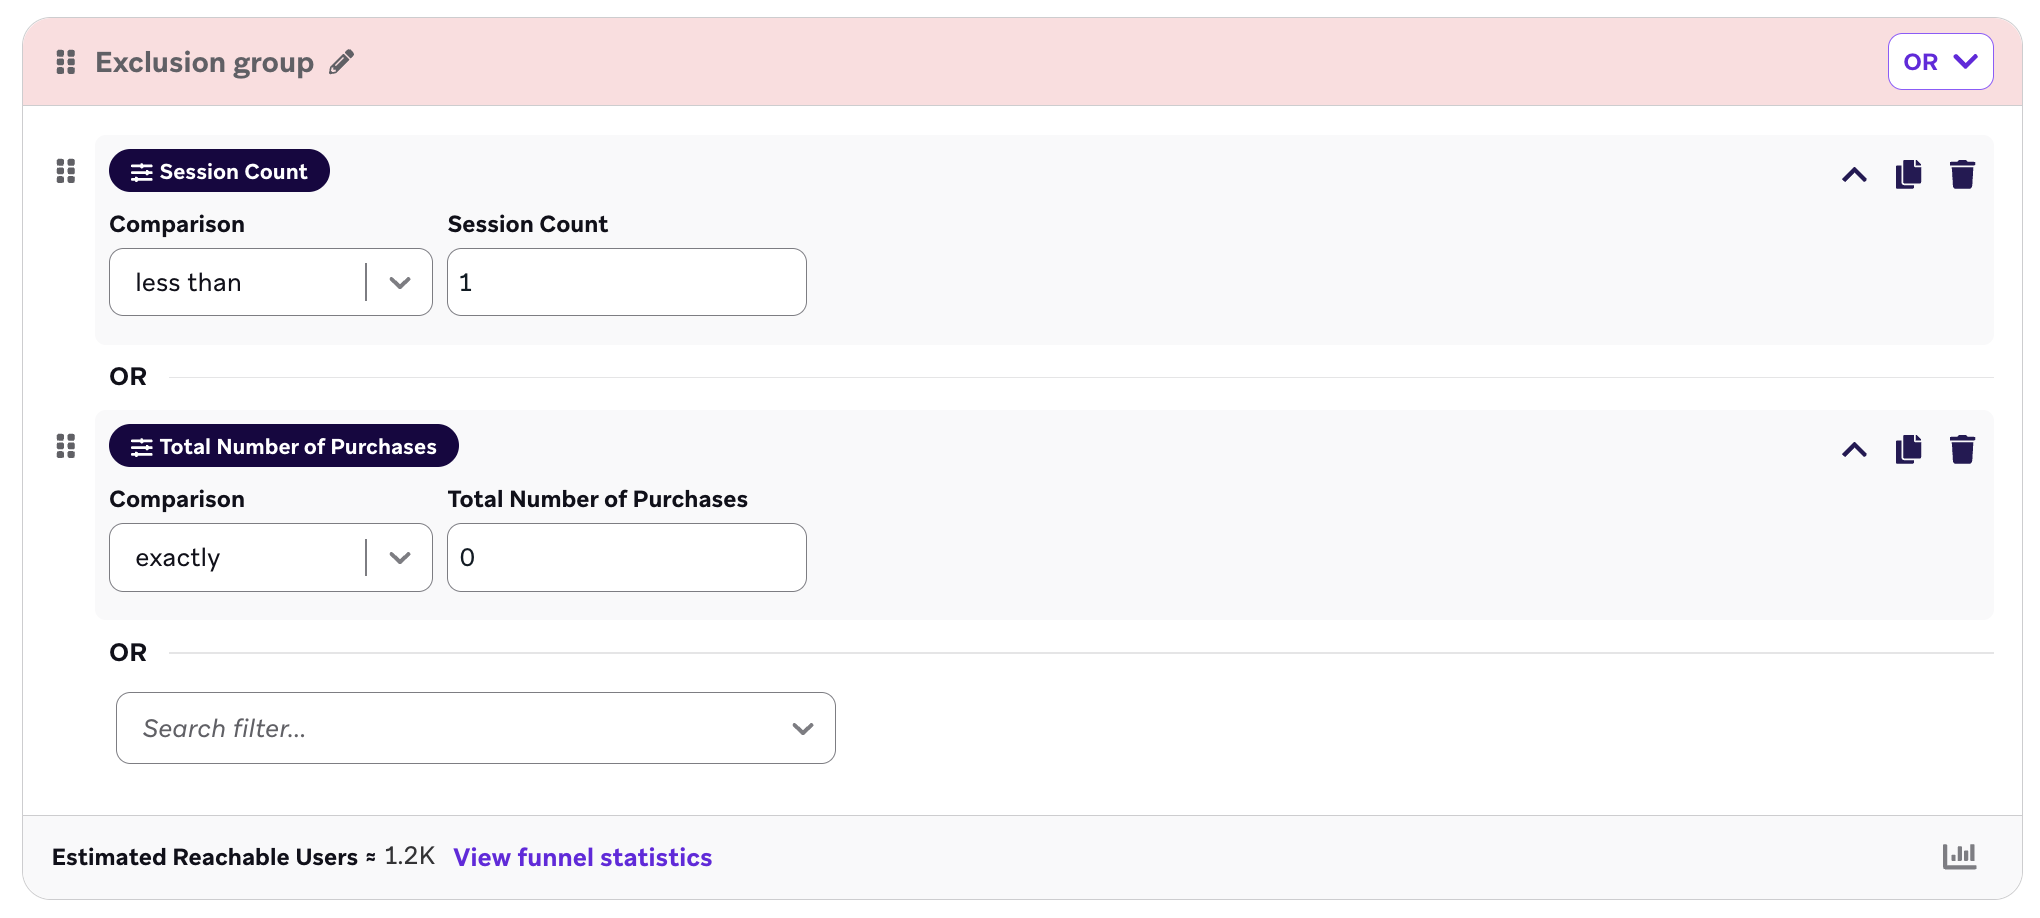 Exclusion group
OR
Session Count
Comparison
Session Count
less than
1
OR
Total Number of Purchases
Comparison
Total Number of Purchases
exactly
0
OR
Search filter...
Estimated Reachable Users ≈ 1.2K View funnel statistics